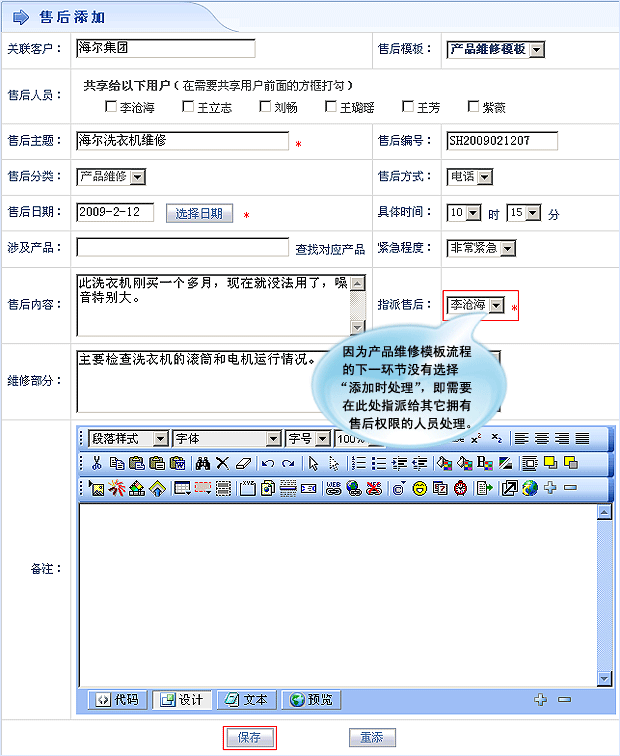 售后添加
关联客户： 海尔集团 售后模板： 产品维修模板
售后人员： 共享给以下用户（在需要共享用户前面的方框打勾）
李沧海 王立志 刘畅 王璐瑶 王芳 紫薇
售后主题： 海尔洗衣机维修 * 售后编号： SH2009021207
售后分类： 产品维修 售后方式： 电话
售后日期： 2009-2-12 选择日期 * 具体时间： 10 时 15 分
涉及产品： 查找对应产品 紧急程度： 非常紧急
售后内容： 此洗衣机刚买一个多月，现在就没法用了，噪
音特别大。
指派售后： 李沧海 *
因为产品维修模板流程
的下一环节没有选择
“添加时处理”，即需要
在此处指派给其它拥有
售后权限的人员处理。
维修部分： 主要检查洗衣机的滚筒和电机运行情况。
段落样式 字体 字号 100%
备注：
代码 设计 文本 预览
保存 重添